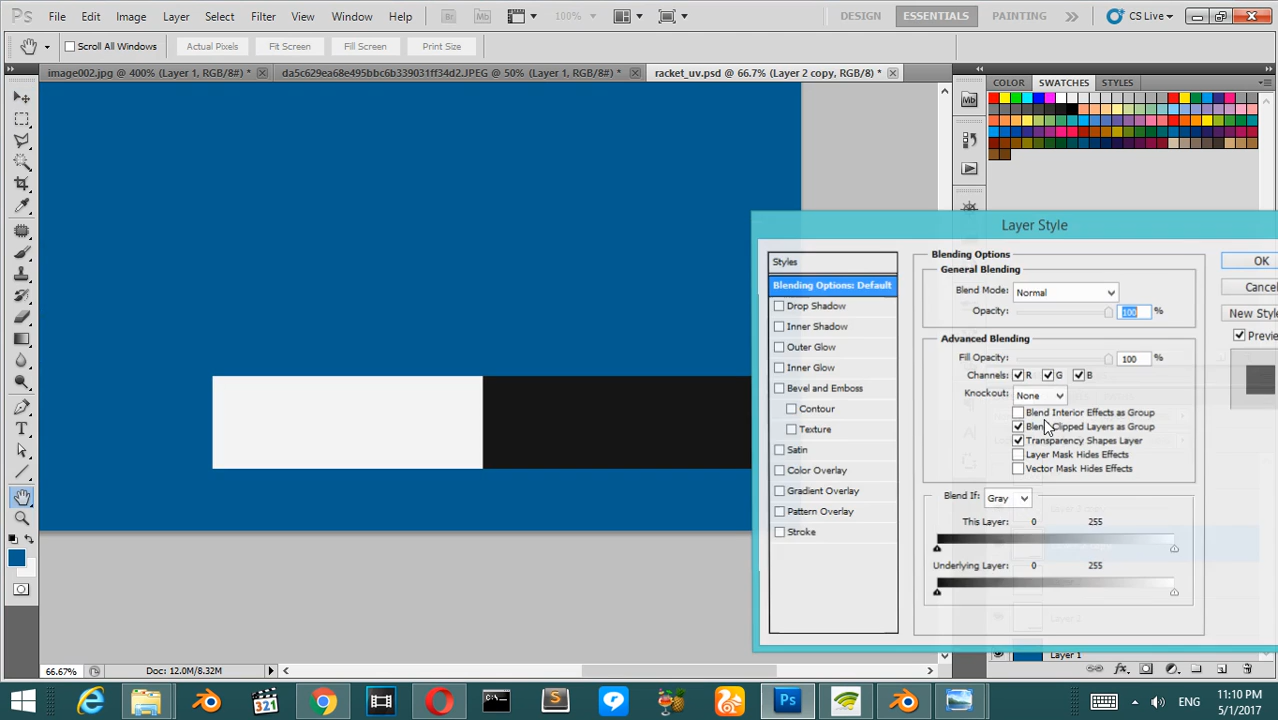 Ps File Edit Image Layer Select Filter View Window Help Br Mb 100% DESIGN ESSENTIALS PAINTING CS Live
Scroll All Windows Actual Pixels Fit Screen Fill Screen Print Size
image002.jpg @ 400% (Layer 1, RGB/8#) * da5c629ea68e495bbc6b339031ff34d2.JPEG @ 50% (Layer 1, RGB/8#) * racket_uv.psd @ 66.7% (Layer 2 copy, RGB/8) *
COLOR SWATCHES STYLES
Mb
Layer Style
Styles
Blending Options: Default
Drop Shadow
Inner Shadow
Outer Glow
Inner Glow
Bevel and Emboss
Contour
Texture
Satin
Color Overlay
Gradient Overlay
Pattern Overlay
Stroke
Blending Options
General Blending
Blend Mode: Normal
Opacity: 100 %
Advanced Blending
Fill Opacity: 100 %
Channels: R G B
Knockout: None
Blend Interior Effects as Group
Blend Clipped Layers as Group
Transparency Shapes Layer
Layer Mask Hides Effects
Vector Mask Hides Effects
Blend If: Gray
This Layer: 0 255
Underlying Layer: 0 255
OK
Cance
New Style
Preview
Layer 1
66.67% Doc: 12.0M/8.32M
321 Ps ENG 11:10 PM
5/1/2017